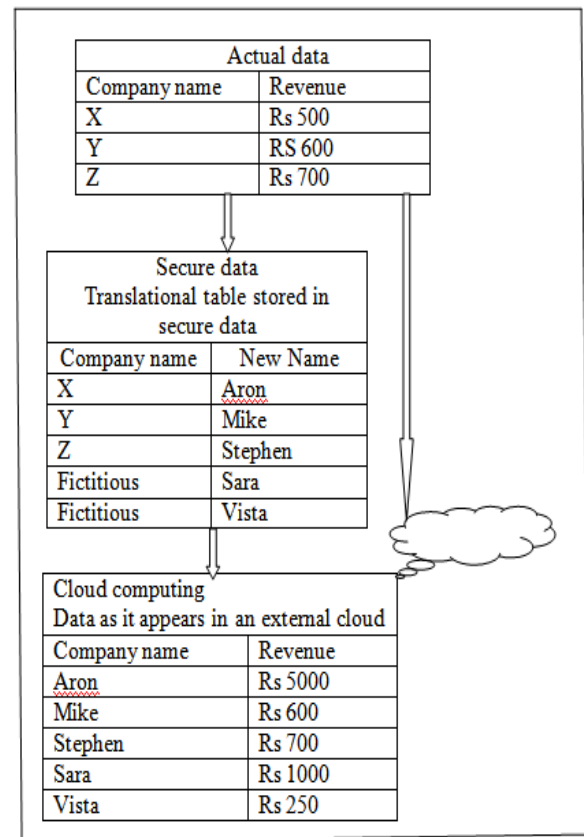 Actual data
Company name Revenue
X Rs 500
Y RS 600
Z Rs 700
Secure data
Translational table stored in
secure data
Company name New Name
X Aron
Y Mike
Z Stephen
Fictitious Sara
Fictitious Vista
Cloud computing
Data as it appears in an external cloud
Company name Revenue
Aron Rs 5000
Mike Rs 600
Stephen Rs 700
Sara Rs 1000
Vista Rs 250